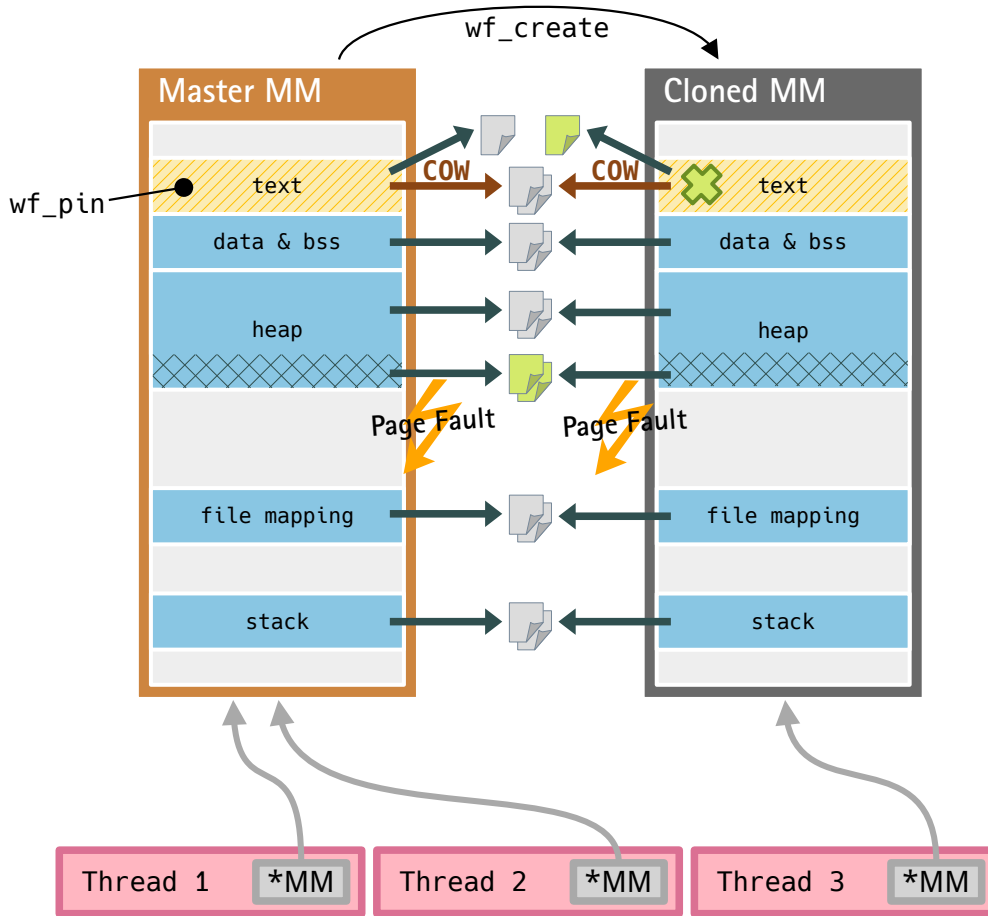 wf_create
Master MM
Cloned MM
COW
COW
text
text
wf_pin
data & bss
data & bss
heap
heap
Page Fault
Page Fault
file mapping
file mapping
stack
stack
Thread 1
*MM
Thread 2
*MM
Thread 3
*MM